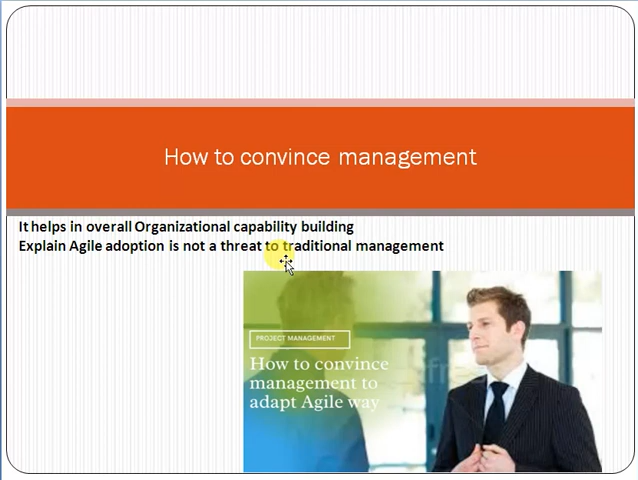 How to convince management
It helps in overall Organizational capability building
Explain Agile adoption is not a threat to traditional management
PROJECT MANAGEMENT
How to convince
management to
adapt Agile way